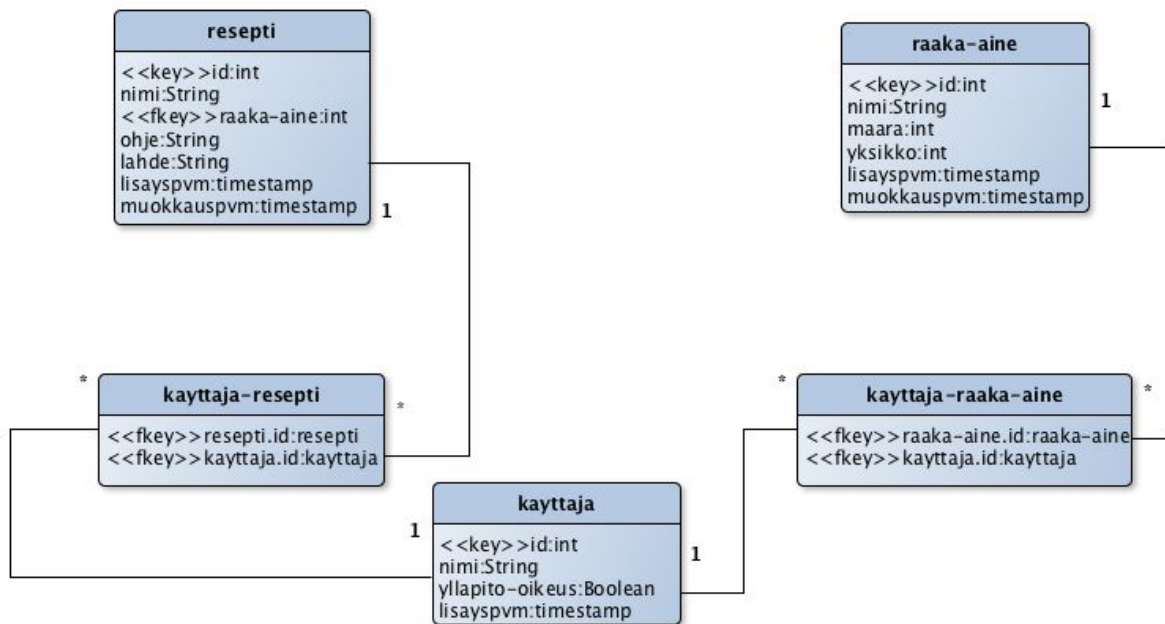 resepti
<<key>>id:int
nimi:String
<<fkey>>raaka-aine:int
ohje:String
lahde:String
lisayspvm:timestamp
muokkauspvm:timestamp
1
raaka-aine
<<key>>id:int
nimi:String
maara:int
yksikko:int
lisayspvm:timestamp
muokkauspvm:timestamp
1
*
kayttaja-resepti
*
<<fkey>>resepti.id:resepti
<<fkey>>kayttaja.id:kayttaja
*
kayttaja-raaka-aine
*
<<fkey>>raaka-aine.id:raaka-aine
<<fkey>>kayttaja.id:kayttaja
1
kayttaja
1
<<key>>id:int
nimi:String
yllapito-oikeus:Boolean
lisayspvm:timestamp